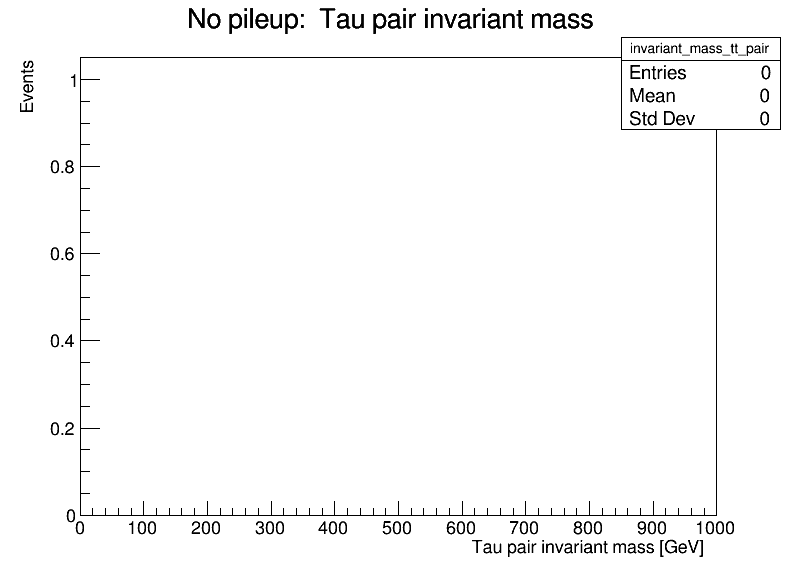 No pileup:  Tau pair invariant mass
invariant_mass_tt_pair
Entries 0
Mean 0
Std Dev 0
Events
1
0.8
0.6
0.4
0.2
0
0 100 200 300 400 500 600 700 800 900 1000
Tau pair invariant mass [GeV]